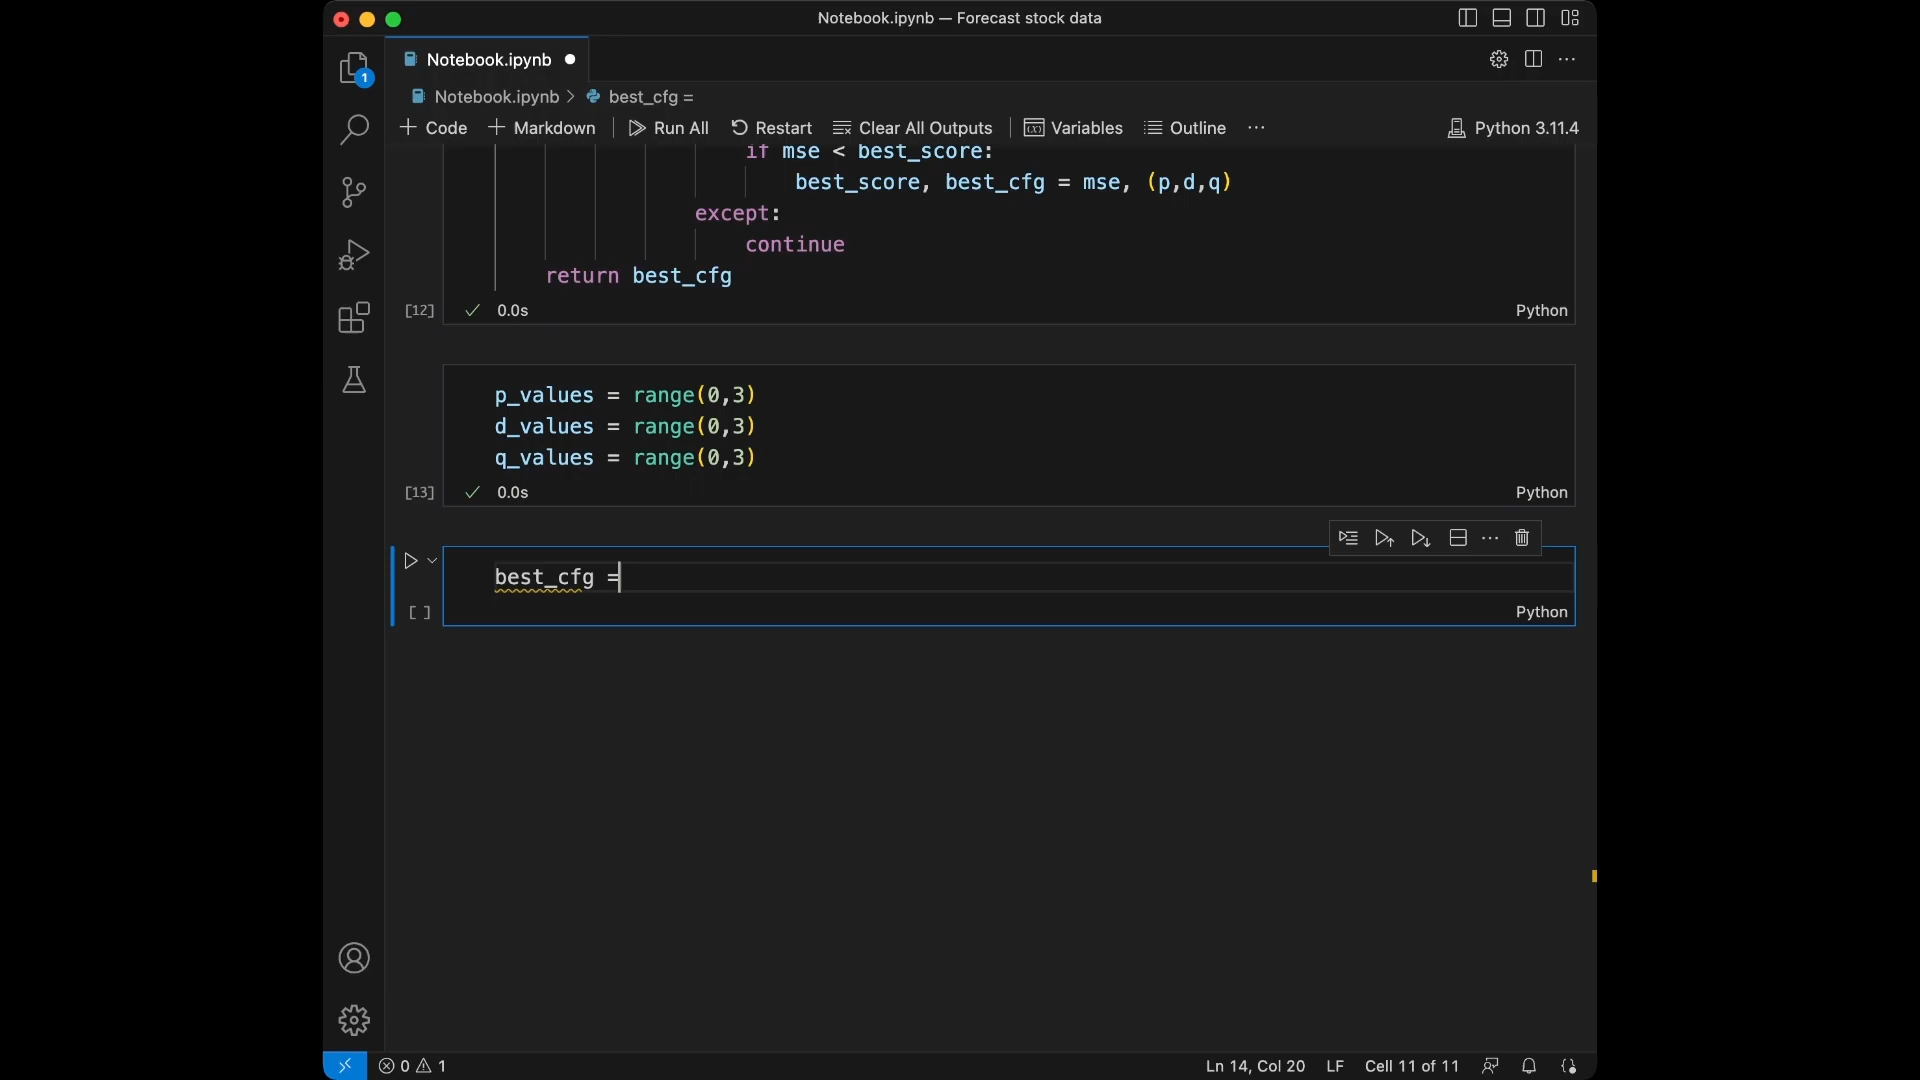 Notebook.ipynb — Forecast stock data
Notebook.ipynb
1
Notebook.ipynb > best_cfg =
Code Markdown Run All Restart Clear All Outputs Variables Outline ··· Python 3.11.4
if mse < best_score:
best_score, best_cfg = mse, (p,d,q)
except:
continue
return best_cfg
[12] 0.0s Python
p_values = range(0,3)
d_values = range(0,3)
q_values = range(0,3)
[13] 0.0s Python
best_cfg =
[ ] Python
0 1 Ln 14, Col 20 LF Cell 11 of 11